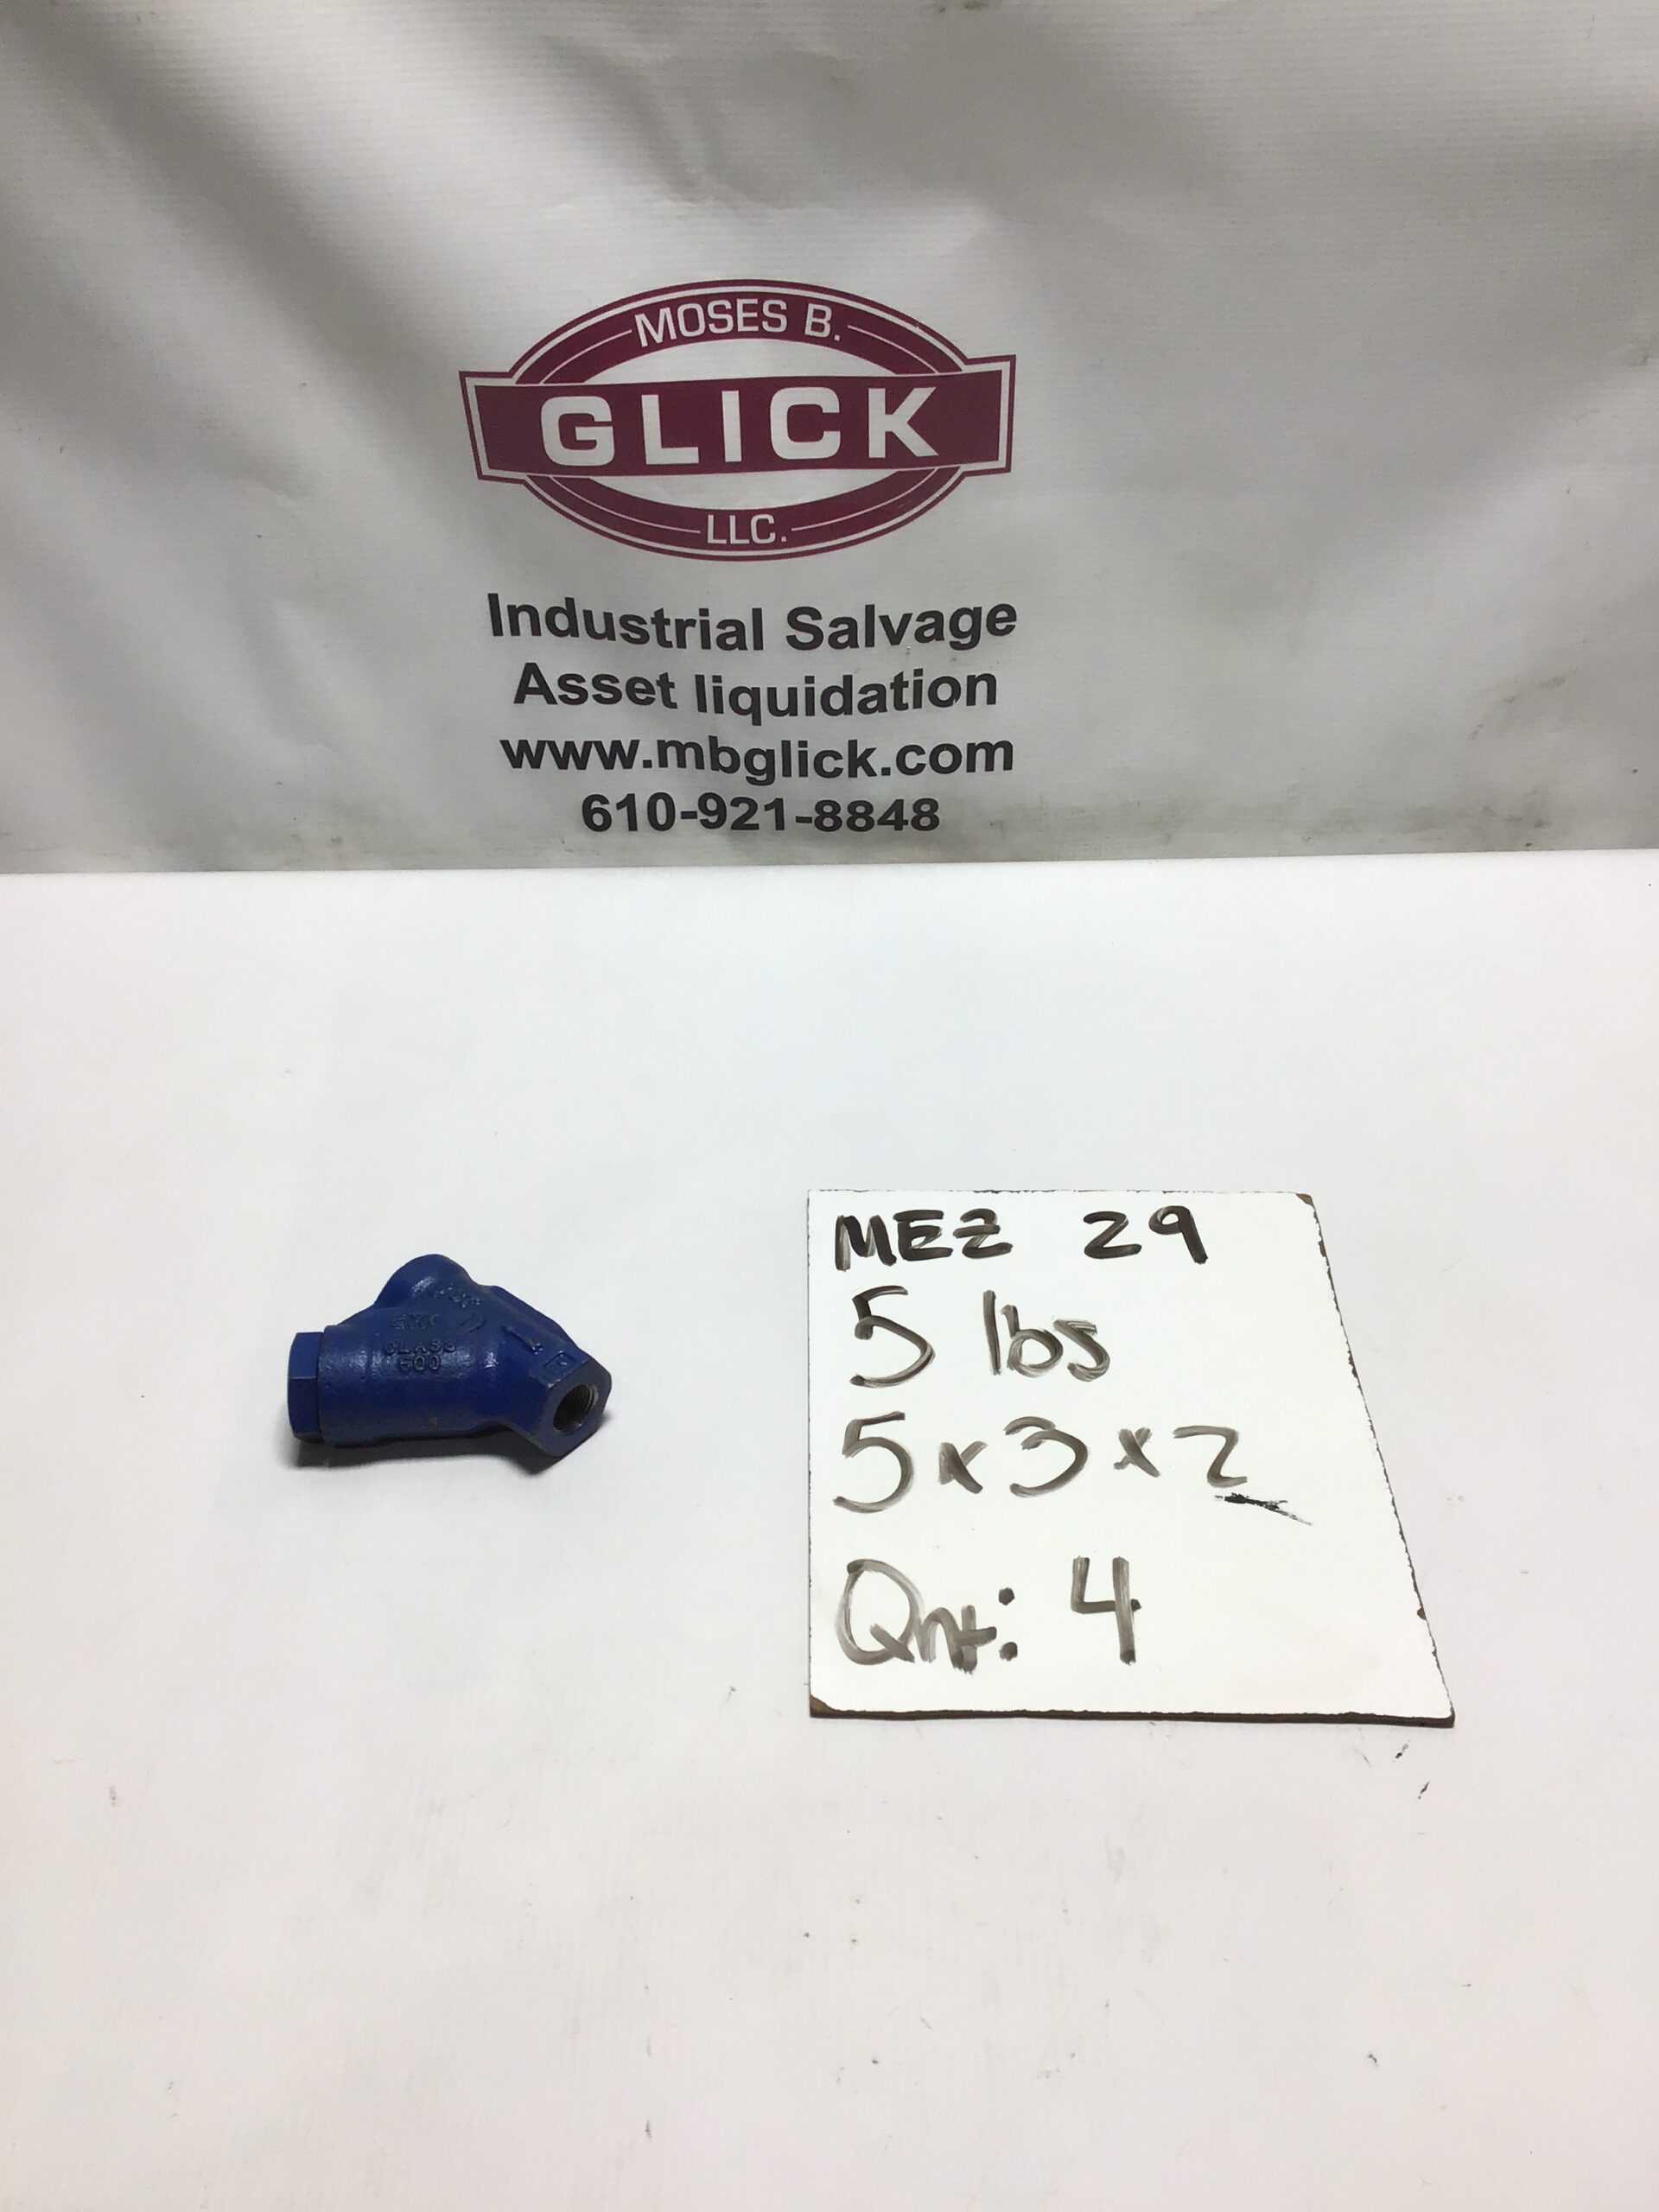 MOSES B.
GLICK
LLC.
Industrial Salvage
Asset liquidation
www.mbglick.com
610-921-8848
MEZ 29
5 lbs
5x3x2
Qnt: 4
CLASS
600